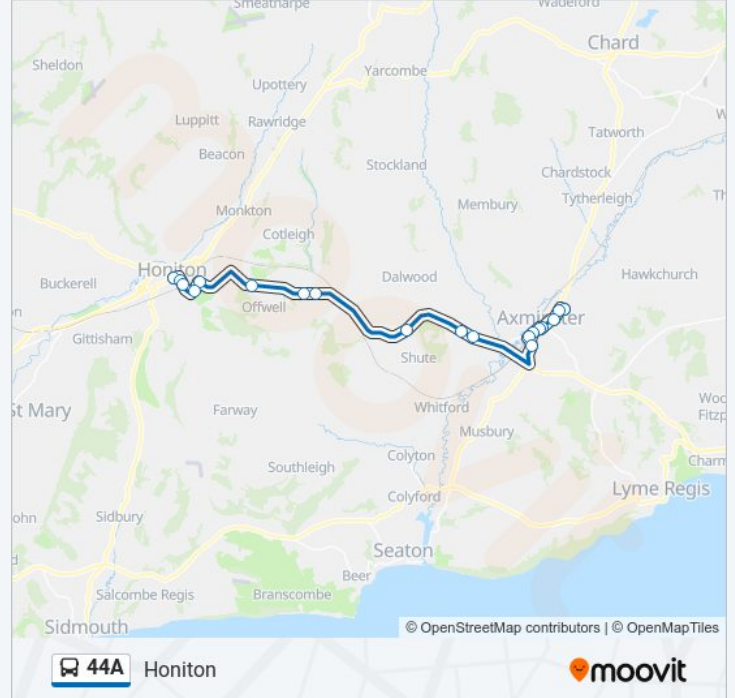 Smeatharpe
Wadeford
Chard
Sheldon
Yarcombe
Upottery
Luppitt
Rawridge
Tatworth
Beacon
Stockland
Chardstock
Tytherleigh
Membury
Monkton
Cotleigh
Honiton
Dalwood
Hawkchurch
Buckerell
Offwell
Axminster
Gittisham
Shute
St Mary
Farway
Whitford
Musbury
Colyton
Southleigh
Lyme Regis
Colyford
Sidbury
Seaton
Beer
Salcombe Regis
Branscombe
Sidmouth
© OpenStreetMap contributors | © OpenMapTiles
44A Honiton
moovit